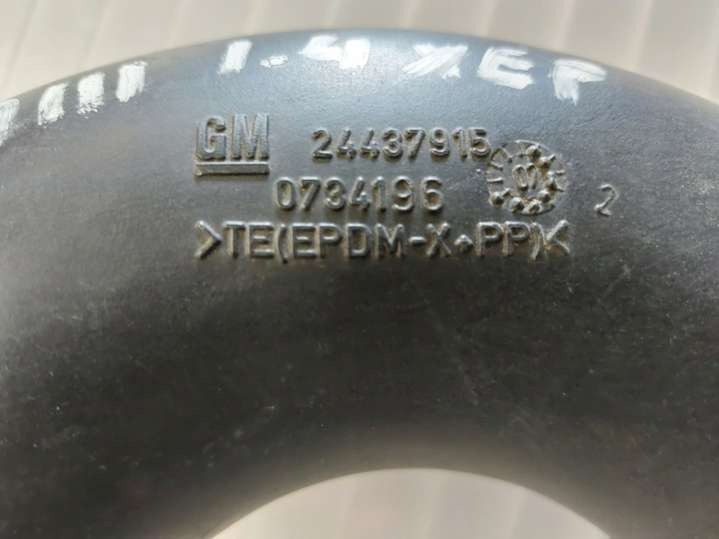 1.4 XEP
GM 24437915
0734196
2
>TE(EPDM-X+PP)<